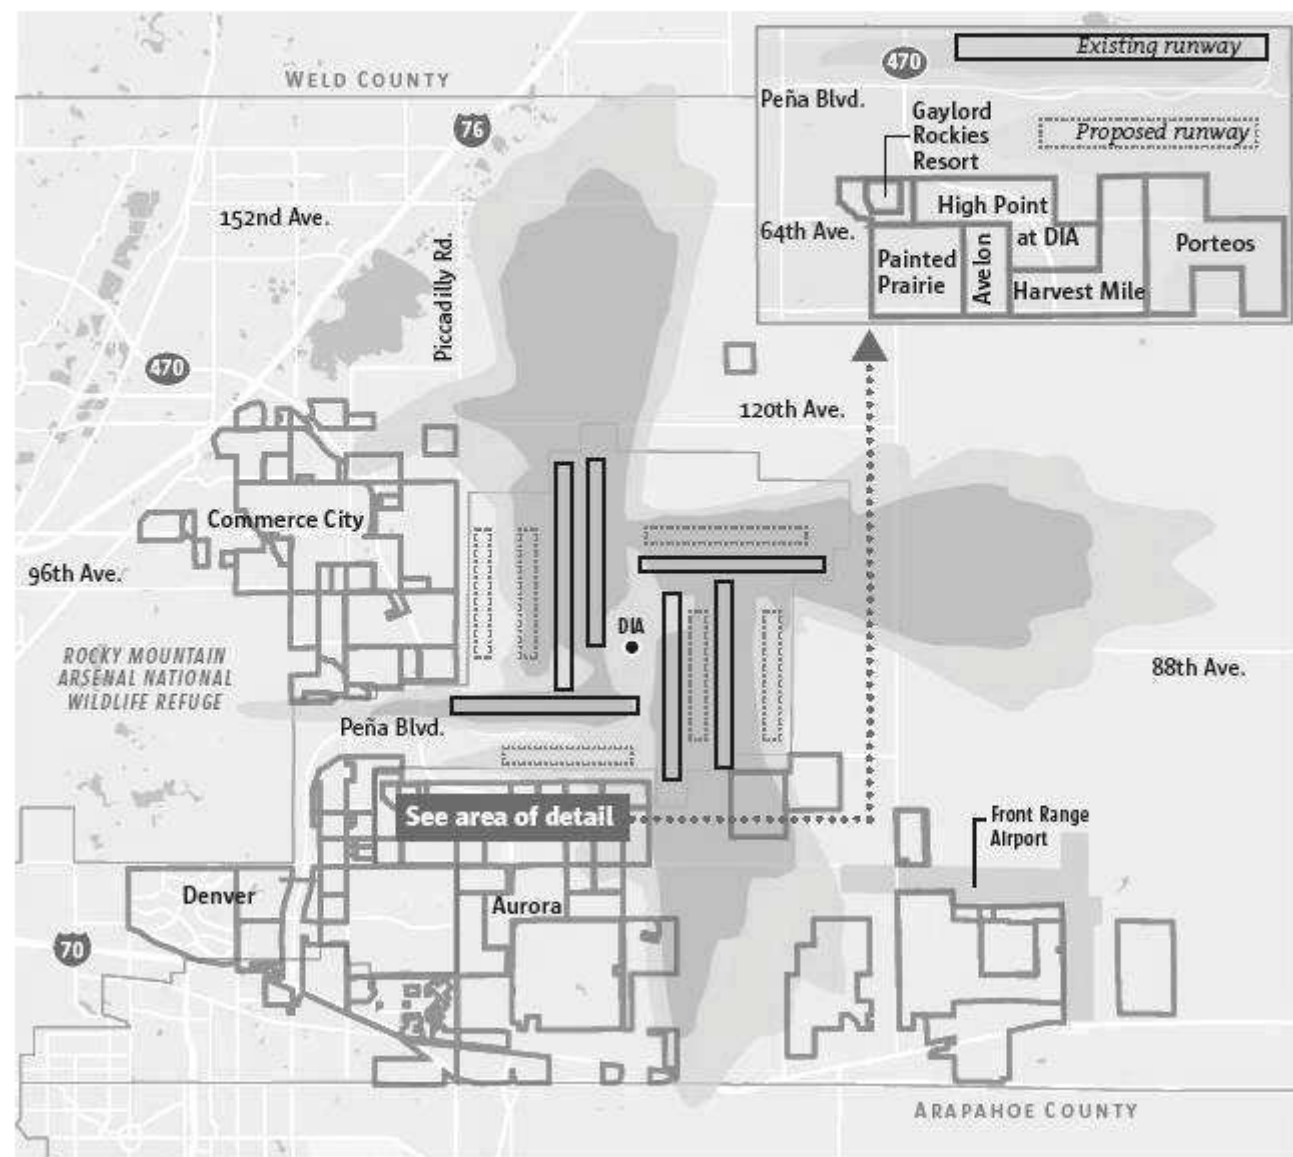 WELD COUNTY
76
152nd Ave.
Piccadilly Rd.
470
Existing runway
470
Peña Blvd.
Proposed runway
Gaylord
Rockies
Resort
High Point
at DIA
64th Ave.
Painted
Prairie
Avelon
Harvest Mile
Porteos
120th Ave.
Commerce City
96th Ave.
DIA
ROCKY MOUNTAIN
ARSENAL NATIONAL
WILDLIFE REFUGE
88th Ave.
Peña Blvd.
See area of detail
Front Range
Airport
Denver
Aurora
70
ARAPAHOE COUNTY